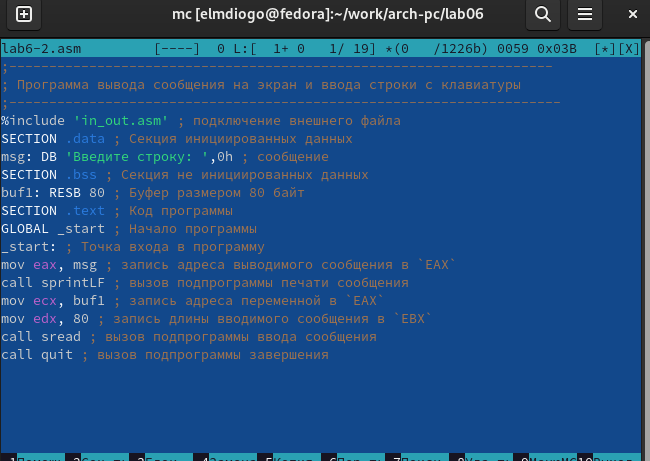 mc [elmdiogo@fedora]:~/work/arch-pc/lab06
lab6-2.asm [----] 0 L:[ 1+ 0 1/ 19] *(0 /1226b) 0059 0x03B [*][X]
;--------------------------------------------------------------------
; Программа вывода сообщения на экран и ввода строки с клавиатуры
;---------------------------------------------------------------------
%include 'in_out.asm' ; подключение внешнего файла
SECTION .data ; Секция инициированных данных
msg: DB 'Введите строку: ',0h ; сообщение
SECTION .bss ; Секция не инициированных данных
buf1: RESB 80 ; Буфер размером 80 байт
SECTION .text ; Код программы
GLOBAL _start ; Начало программы
_start: ; Точка входа в программу
mov eax, msg ; запись адреса выводимого сообщения в `EAX`
call sprintLF ; вызов подпрограммы печати сообщения
mov ecx, buf1 ; запись адреса переменной в `EAX`
mov edx, 80 ; запись длины вводимого сообщения в `EBX`
call sread ; вызов подпрограммы ввода сообщения
call quit ; вызов подпрограммы завершения